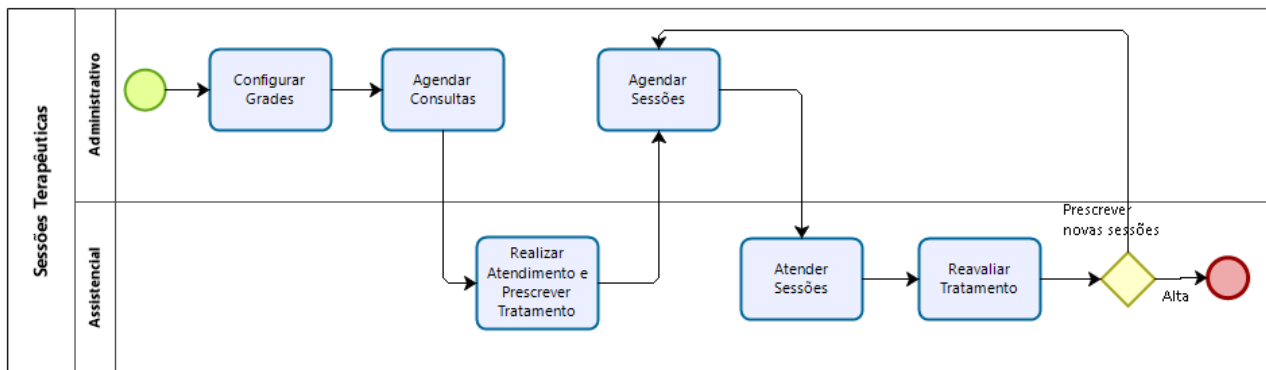 Sessões Terapêuticas
Administrativo
Configurar
Grades
Agendar
Consultas
Agendar
Sessões
Assistencial
Realizar
Atendimento e
Prescrever
Tratamento
Atender
Sessões
Reavaliar
Tratamento
Prescrever
novas sessões
Alta